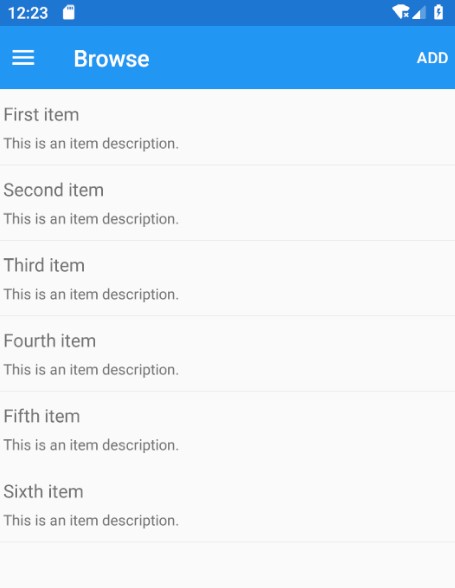 12:23
Browse
ADD
First item
This is an item description.
Second item
This is an item description.
Third item
This is an item description.
Fourth item
This is an item description.
Fifth item
This is an item description.
Sixth item
This is an item description.